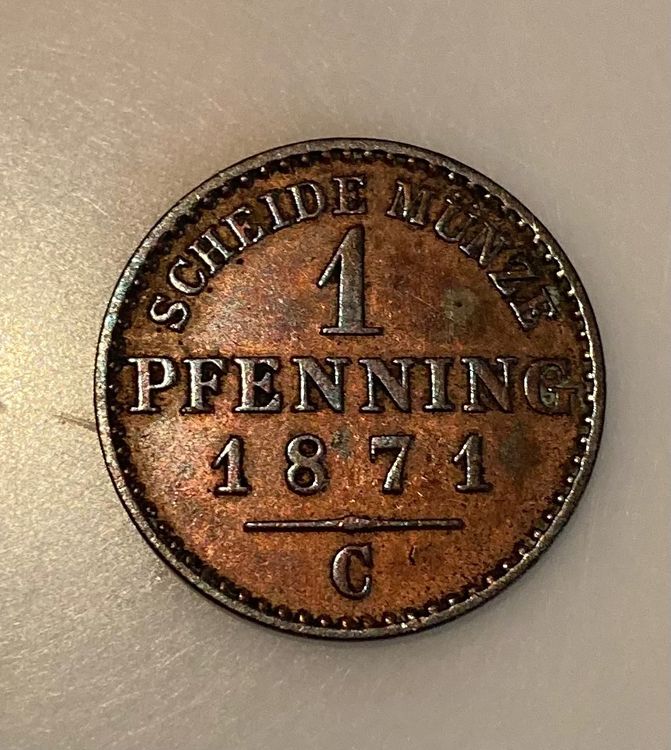 SCHEIDE MÜNZE
1
PFENNING
1871
C